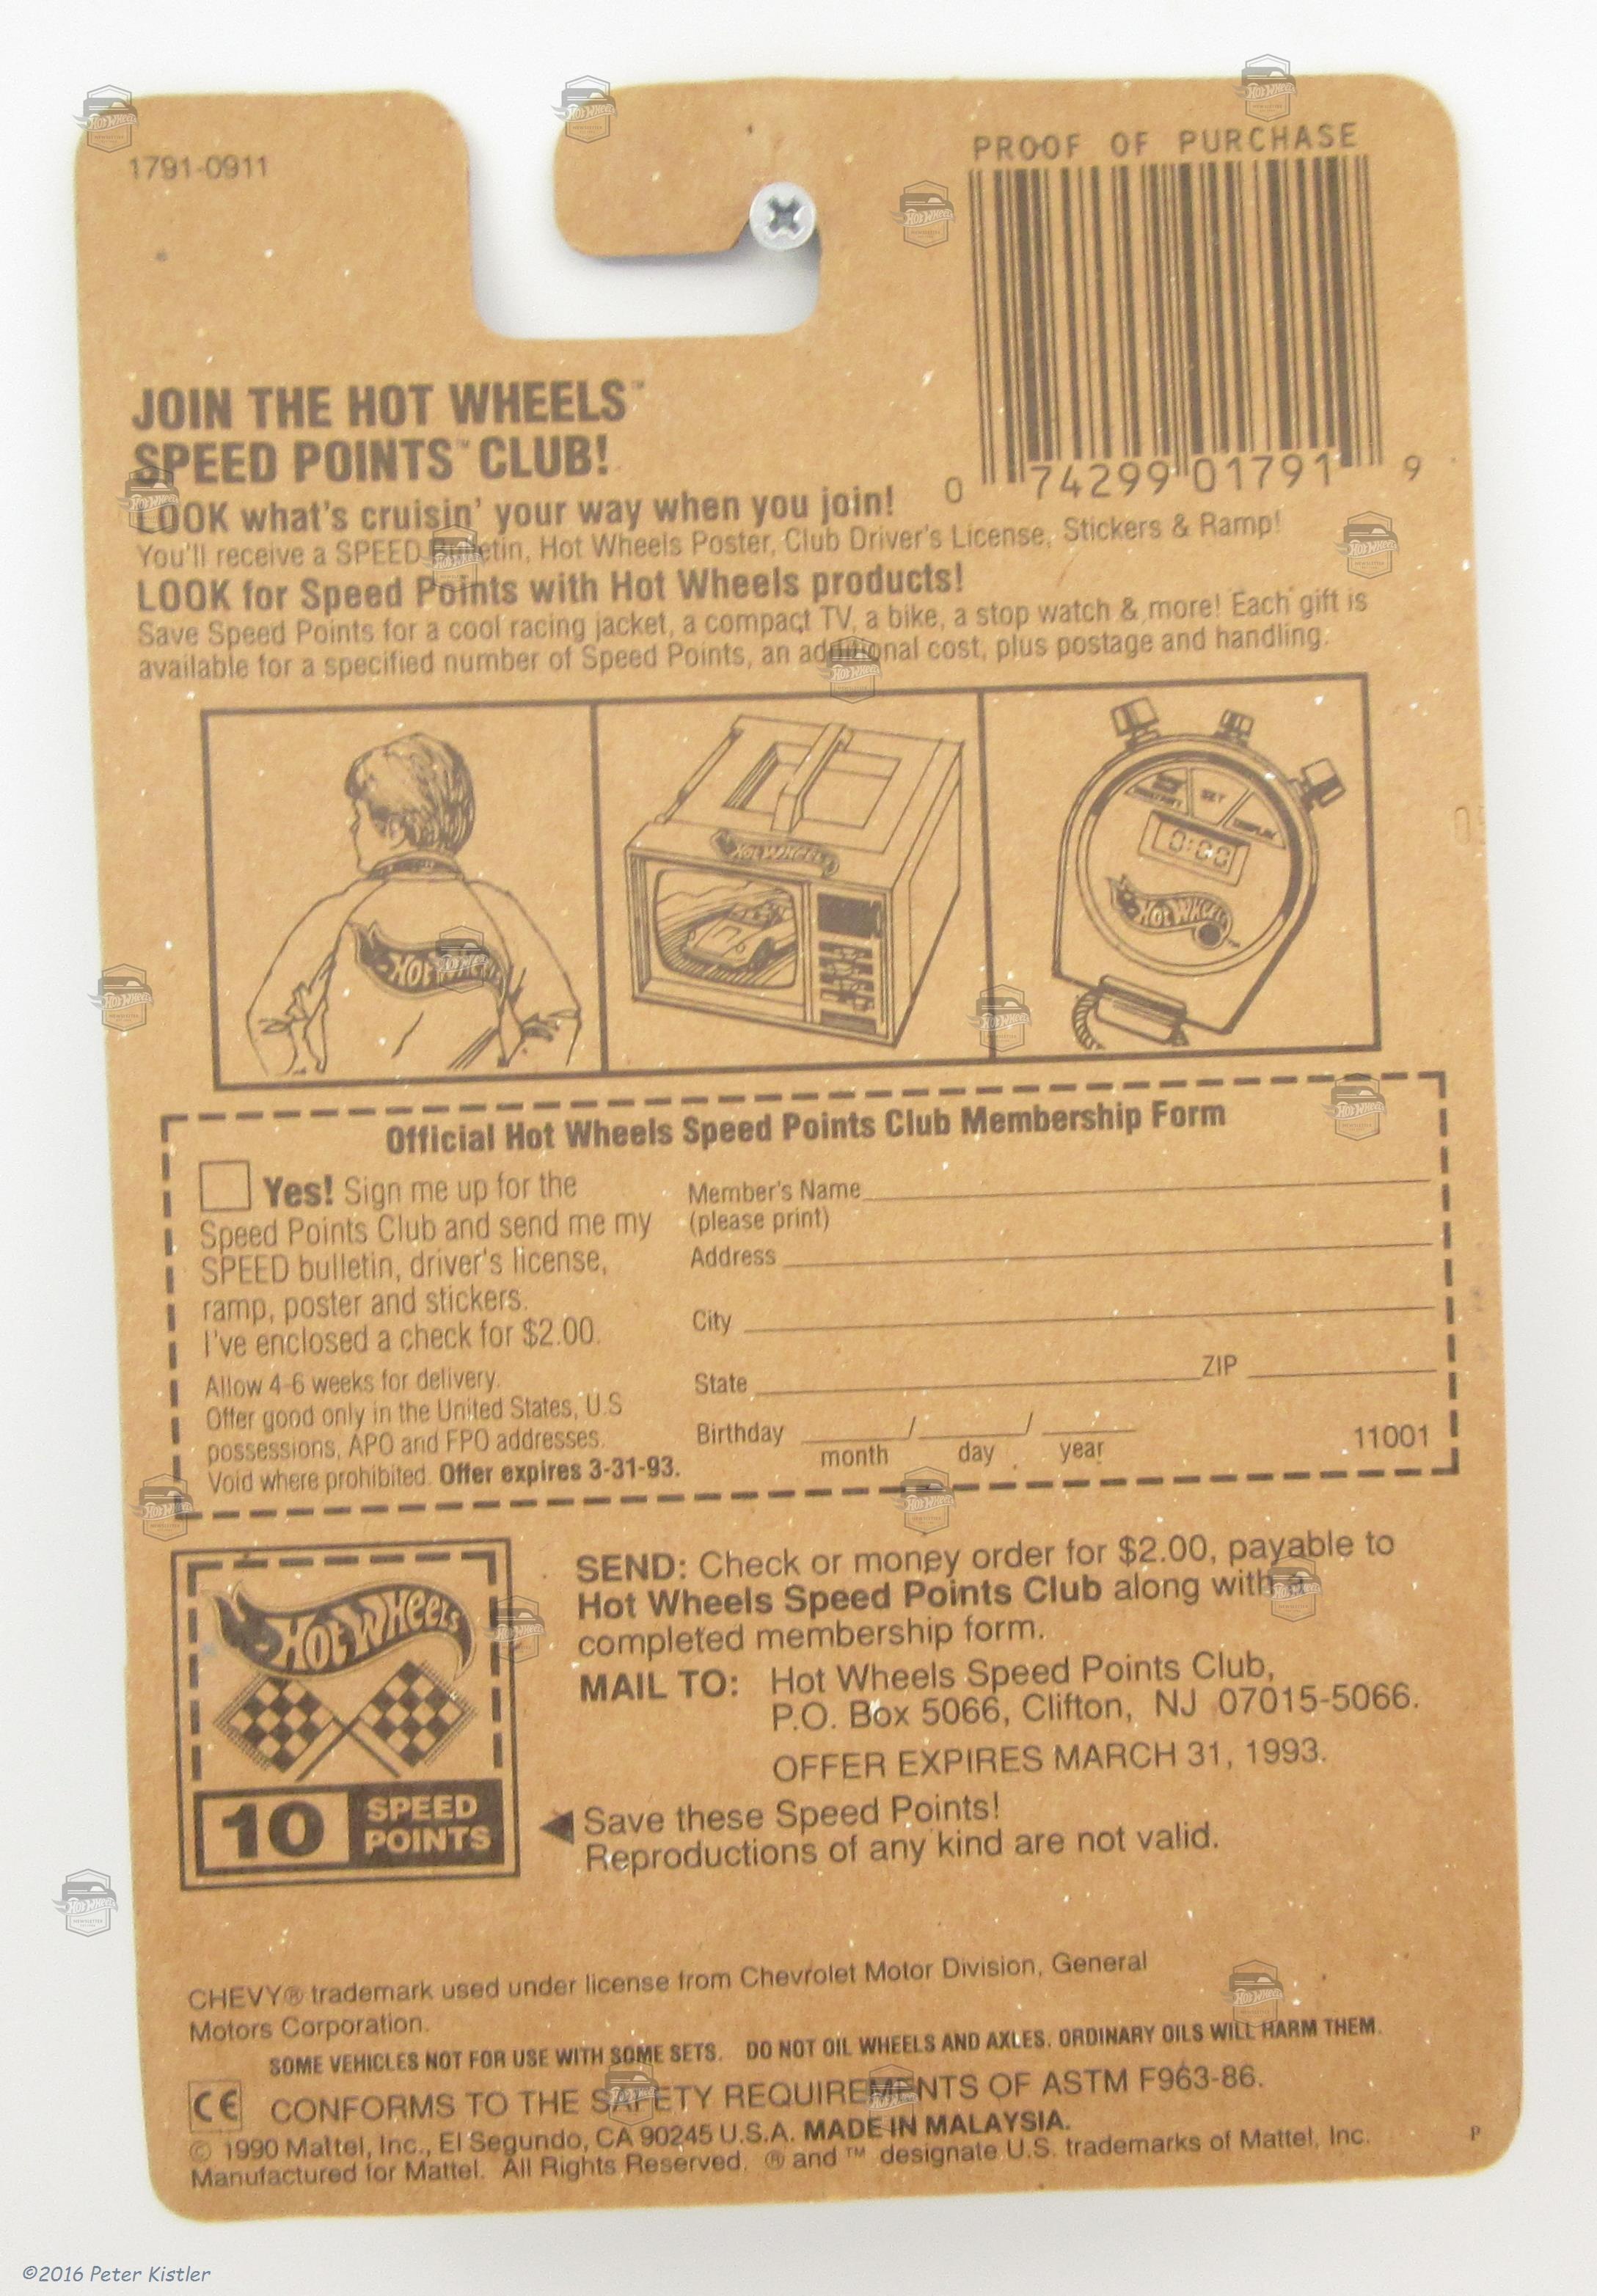 1791-0911
PROOF OF PURCHASE
0 74299 01791 9
JOIN THE HOT WHEELS™
SPEED POINTS™ CLUB!
LOOK what's cruisin' your way when you join!
You'll receive a SPEED Bulletin, Hot Wheels Poster, Club Driver's License, Stickers & Ramp!
LOOK for Speed Points with Hot Wheels products!
Save Speed Points for a cool racing jacket, a compact TV, a bike, a stop watch & more! Each gift is
available for a specified number of Speed Points, an additional cost, plus postage and handling.
HOT WHEELS
HOT WHEELS
SET
0:00
HOT WHEELS
Official Hot Wheels Speed Points Club Membership Form
Yes! Sign me up for the
Speed Points Club and send me my
SPEED bulletin, driver's license,
ramp, poster and stickers.
I've enclosed a check for $2.00.
Allow 4-6 weeks for delivery.
Offer good only in the United States, U.S
possessions, APO and FPO addresses.
Void where prohibited. Offer expires 3-31-93.
Member's Name
(please print)
Address
City
State ZIP
Birthday / /
month day year
11001
Hot Wheels
10 SPEED
POINTS
SEND: Check or money order for $2.00, payable to
Hot Wheels Speed Points Club along with a
completed membership form.
MAIL TO: Hot Wheels Speed Points Club,
P.O. Box 5066, Clifton, NJ 07015-5066.
OFFER EXPIRES MARCH 31, 1993.
Save these Speed Points!
Reproductions of any kind are not valid.
CHEVY® trademark used under license from Chevrolet Motor Division, General
Motors Corporation.
SOME VEHICLES NOT FOR USE WITH SOME SETS. DO NOT OIL WHEELS AND AXLES. ORDINARY OILS WILL HARM THEM.
CE CONFORMS TO THE SAFETY REQUIREMENTS OF ASTM F963-86.
© 1990 Mattel, Inc., El Segundo, CA 90245 U.S.A. MADE IN MALAYSIA.
Manufactured for Mattel. All Rights Reserved. ® and ™ designate U.S. trademarks of Mattel, Inc.
P
©2016 Peter Kistler